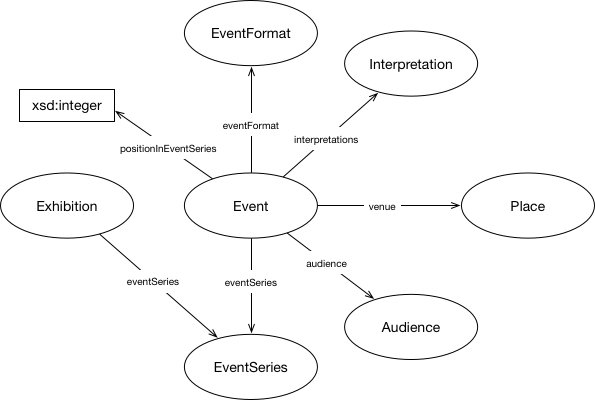 EventFormat
Interpretation
xsd:integer
eventFormat
interpretations
positionInEventSeries
Exhibition
Event
venue
Place
audience
eventSeries
eventSeries
Audience
EventSeries